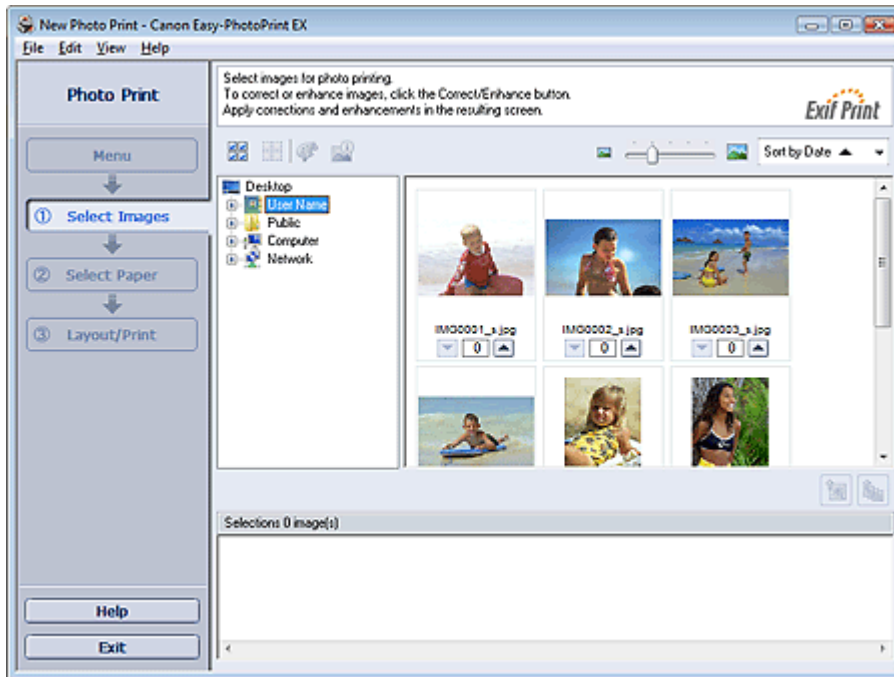 New Photo Print - Canon Easy-PhotoPrint EX
File Edit View Help
Photo Print
Menu
① Select Images
② Select Paper
③ Layout/Print
Help
Exit
Select images for photo printing.
To correct or enhance images, click the Correct/Enhance button.
Apply corrections and enhancements in the resulting screen.
Exif Print
Sort by Date
Desktop
User Name
Public
Computer
Network
IMG0001_s.jpg IMG0002_s.jpg IMG0003_s.jpg
0 0 0
Selections 0 image(s)